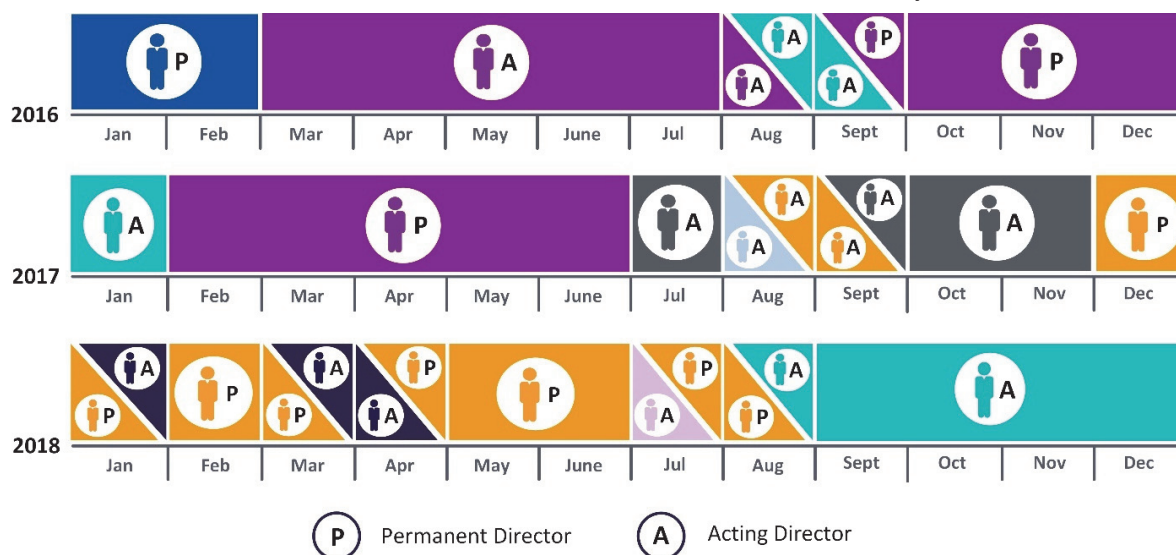 P A A A A P P
2016
Jan Feb Mar Apr May June Jul Aug Sept Oct Nov Dec
A P A A A A A A P
2017
Jan Feb Mar Apr May June Jul Aug Sept Oct Nov Dec
P A P P A A P P A P P A A
2018
Jan Feb Mar Apr May June Jul Aug Sept Oct Nov Dec
P Permanent Director A Acting Director